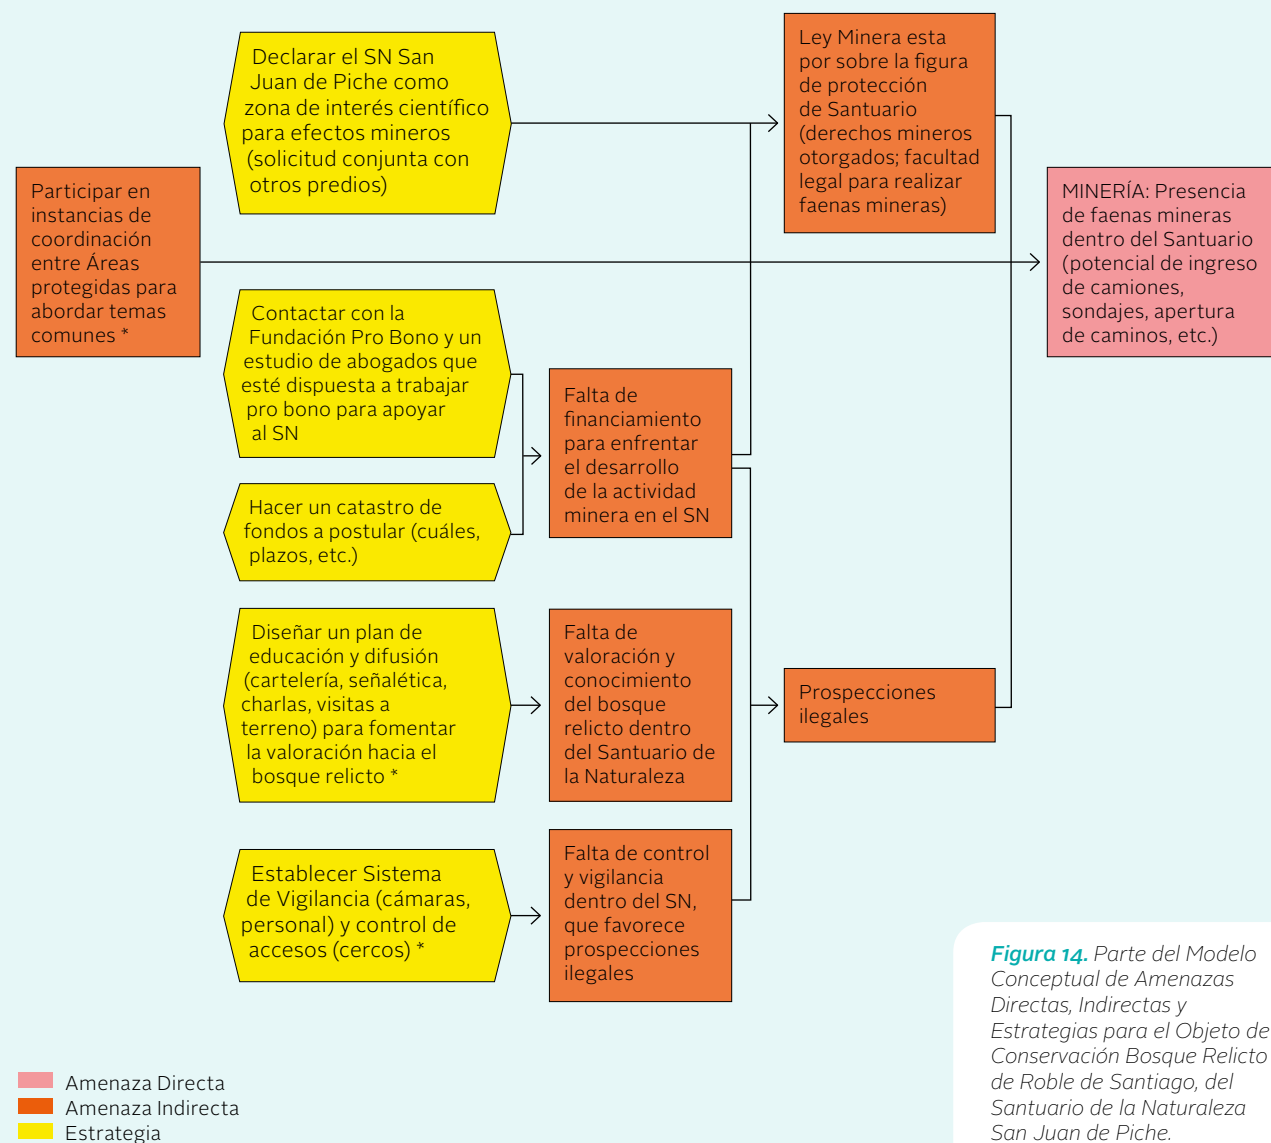 Participar en
instancias de
coordinación
entre Áreas
protegidas para
abordar temas
comunes *
Declarar el SN San
Juan de Piche como
zona de interés científico
para efectos mineros
(solicitud conjunta con
otros predios)
Contactar con la
Fundación Pro Bono y un
estudio de abogados que
esté dispuesta a trabajar
pro bono para apoyar
al SN
Hacer un catastro de
fondos a postular (cuáles,
plazos, etc.)
Diseñar un plan de
educación y difusión
(cartelería, señalética,
charlas, visitas a
terreno) para fomentar
la valoración hacia el
bosque relicto *
Establecer Sistema
de Vigilancia (cámaras,
personal) y control de
accesos (cercos) *
Falta de
financiamiento
para enfrentar
el desarrollo
de la actividad
minera en el SN
Falta de
valoración y
conocimiento
del bosque
relicto dentro
del Santuario de
la Naturaleza
Falta de control
y vigilancia
dentro del SN,
que favorece
prospecciones
ilegales
Ley Minera esta
por sobre la figura
de protección
de Santuario
(derechos mineros
otorgados; facultad
legal para realizar
faenas mineras)
Prospecciones
ilegales
MINERÍA: Presencia
de faenas mineras
dentro del Santuario
(potencial de ingreso
de camiones,
sondajes, apertura
de caminos, etc.)
Amenaza Directa
Amenaza Indirecta
Estrategia
Figura 14. Parte del Modelo
Conceptual de Amenazas
Directas, Indirectas y
Estrategias para el Objeto de
Conservación Bosque Relicto
de Roble de Santiago, del
Santuario de la Naturaleza
San Juan de Piche.